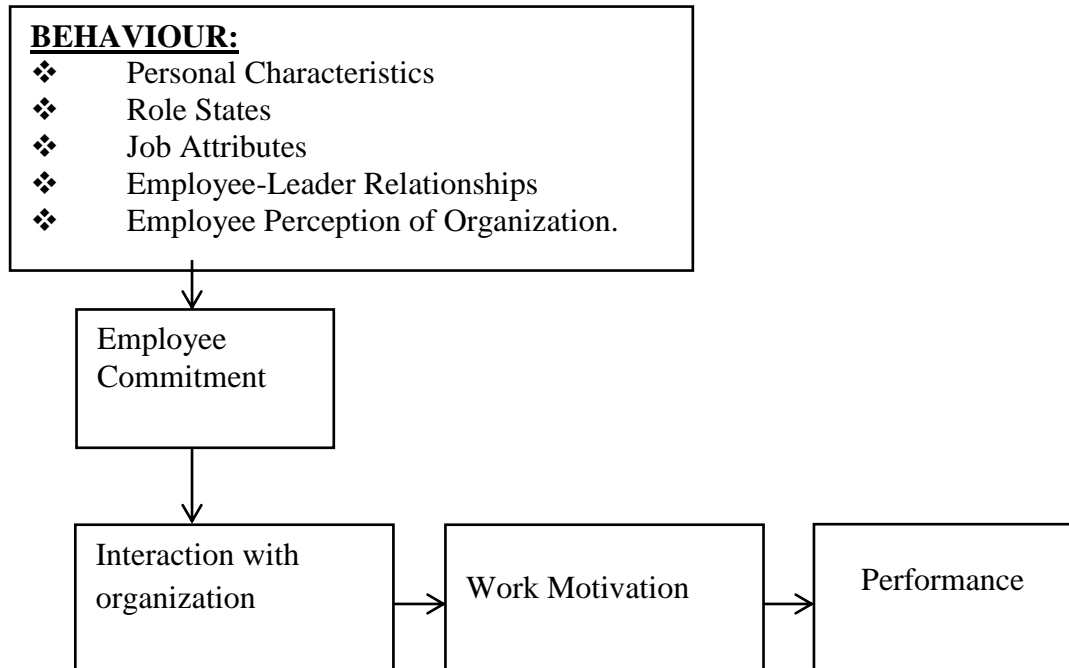 BEHAVIOUR:
❖ Personal Characteristics
❖ Role States
❖ Job Attributes
❖ Employee-Leader Relationships
❖ Employee Perception of Organization.
Employee
Commitment
Interaction with
organization
Work Motivation
Performance